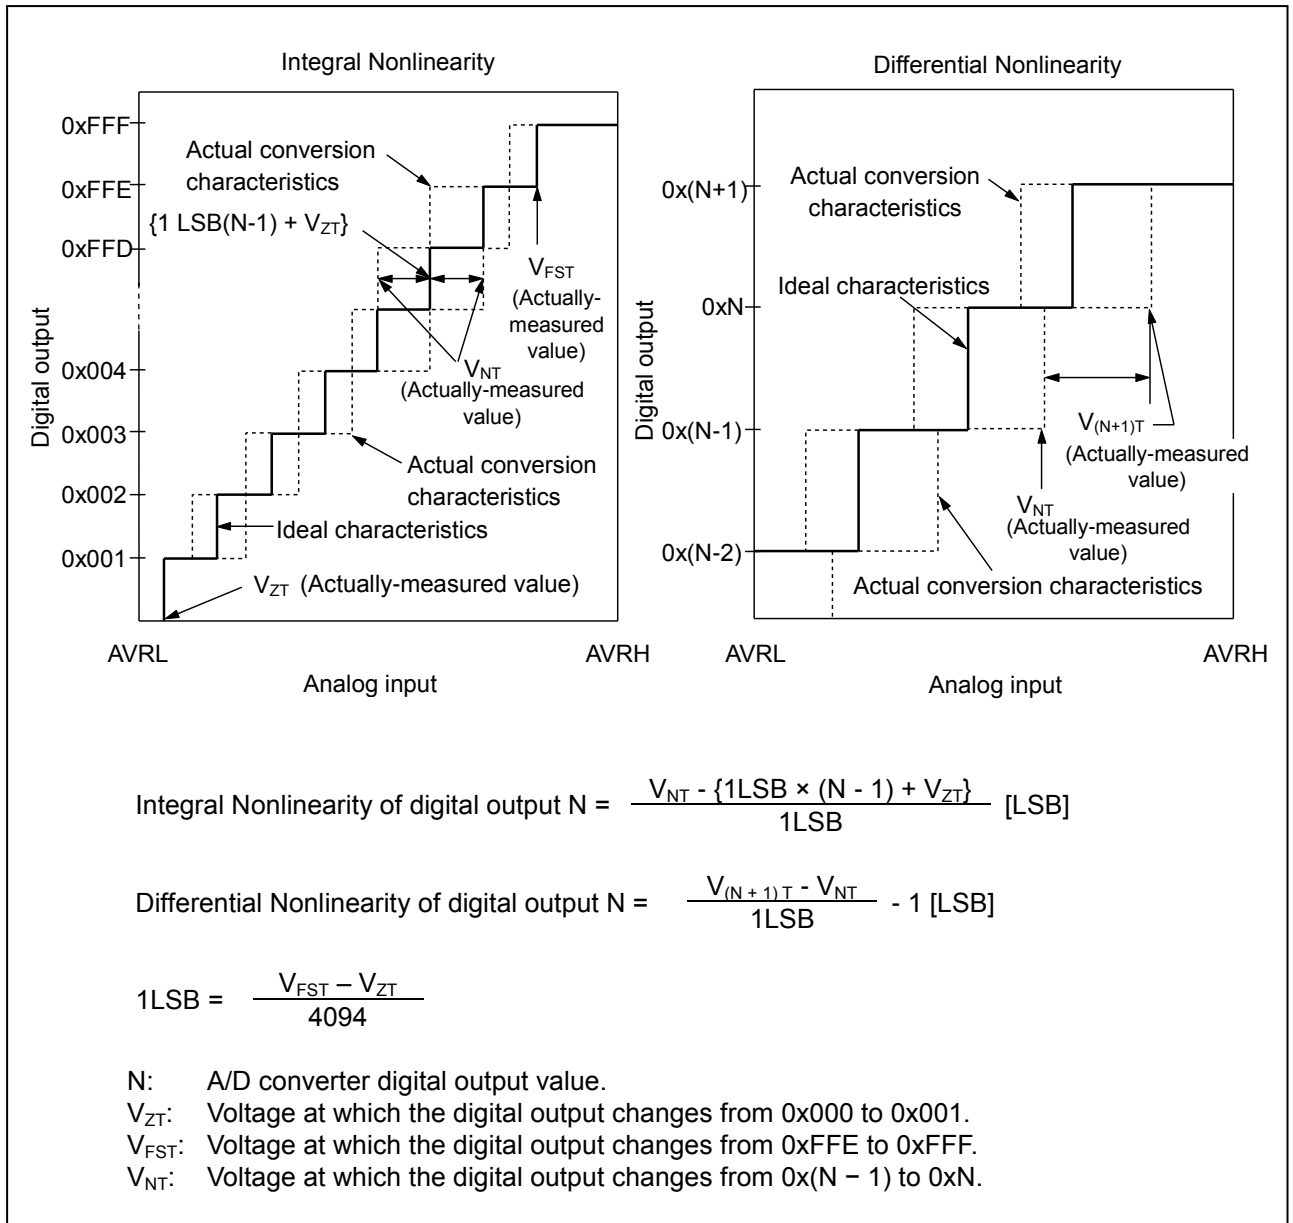 Integral Nonlinearity
Digital output
0xFFF
0xFFE
0xFFD
0x004
0x003
0x002
0x001
Actual conversion
characteristics
{1 LSB(N-1) + VZT}
VFST
(Actually-
measured
value)
VNT
(Actually-measured
value)
Actual conversion
characteristics
Ideal characteristics
VZT (Actually-measured value)
AVRL
AVRH
Analog input
Differential Nonlinearity
Digital output
0x(N+1)
0xN
0x(N-1)
0x(N-2)
Actual conversion
characteristics
Ideal characteristics
V(N+1)T
(Actually-measured
value)
VNT
(Actually-measured
value)
Actual conversion characteristics
AVRL
AVRH
Analog input
Integral Nonlinearity of digital output N =
VNT - {1LSB × (N - 1) + VZT}
1LSB
[LSB]
Differential Nonlinearity of digital output N =
V(N + 1) T - VNT
1LSB
- 1 [LSB]
1LSB =
VFST – VZT
4094
N: A/D converter digital output value.
VZT: Voltage at which the digital output changes from 0x000 to 0x001.
VFST: Voltage at which the digital output changes from 0xFFE to 0xFFF.
VNT: Voltage at which the digital output changes from 0x(N − 1) to 0xN.